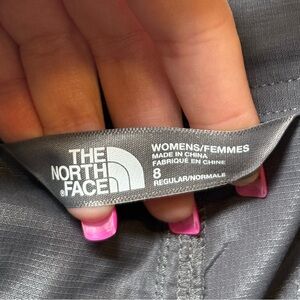 THE
NORTH
FACE
WOMENS/FEMMES
MADE IN CHINA
FABRIQUÉ EN CHINE
8
REGULAR/NORMALE